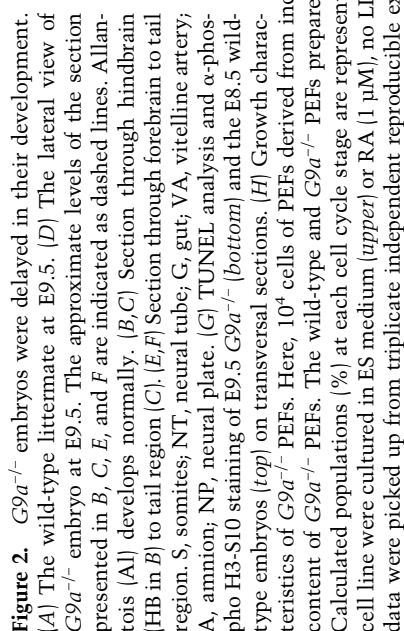 Figure 2. G9a−/− embryos were delayed in their development.
(A) The wild-type littermate at E9.5. (D) The lateral view of
G9a−/− embryo at E9.5. The approximate levels of the section
presented in B, C, E, and F are indicated as dashed lines. Allan-
tois (Al) develops normally. (B,C) Section through hindbrain
(HB in B) to tail region (C). (E,F) Section through forebrain to tail
region. S, somites; NT, neural tube; G, gut; VA, vitelline artery;
A, amnion; NP, neural plate. (G) TUNEL analysis and α-phos-
pho H3-S10 staining of E9.5 G9a−/− (bottom) and the E8.5 wild-
type embryos (top) on transversal sections. (H) Growth charac-
teristics of G9a−/− PEFs. Here, 10⁴ cells of PEFs derived from
content of G9a−/− PEFs. The wild-type and G9a−/− PEFs
Calculated populations (%) at each cell cycle stage are
cell line were cultured in ES medium (upper) or RA (1 μM), no
data were picked up from triplicate independent reproducible